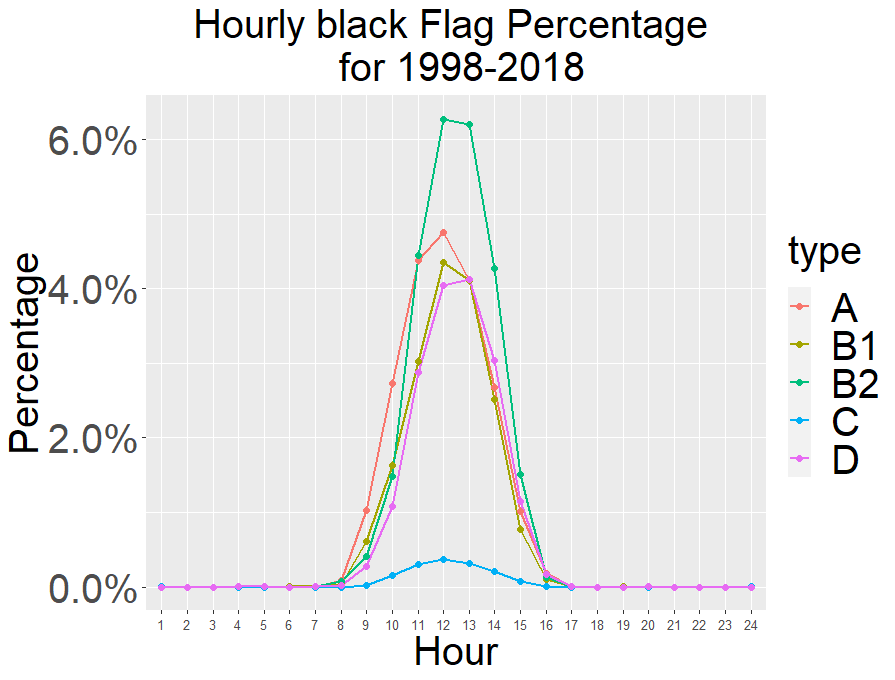 Hourly black Flag Percentage
for 1998-2018
Percentage
6.0%
4.0%
2.0%
0.0%
1 2 3 4 5 6 7 8 9 10 11 12 13 14 15 16 17 18 19 20 21 22 23 24
Hour
type
A
B1
B2
C
D